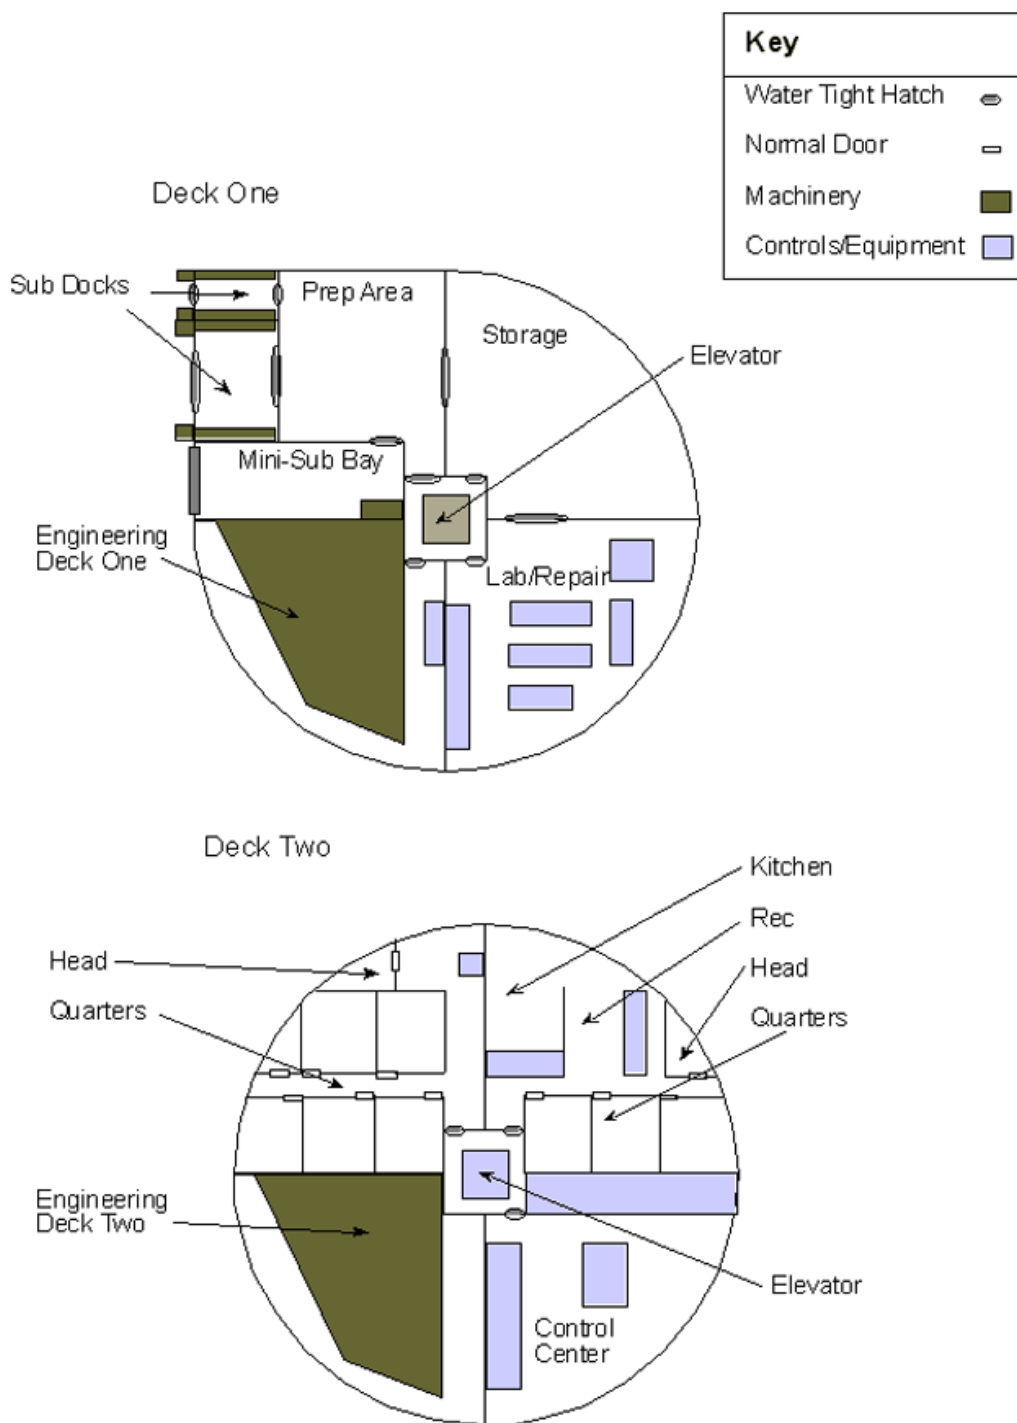 Key
Water Tight Hatch
Normal Door
Machinery
Controls/Equipment
Deck One
Sub Docks
Prep Area
Storage
Elevator
Mini-Sub Bay
Engineering
Deck One
Lab/Repair
Deck Two
Kitchen
Rec
Head
Head
Quarters
Quarters
Engineering
Deck Two
Elevator
Control
Center